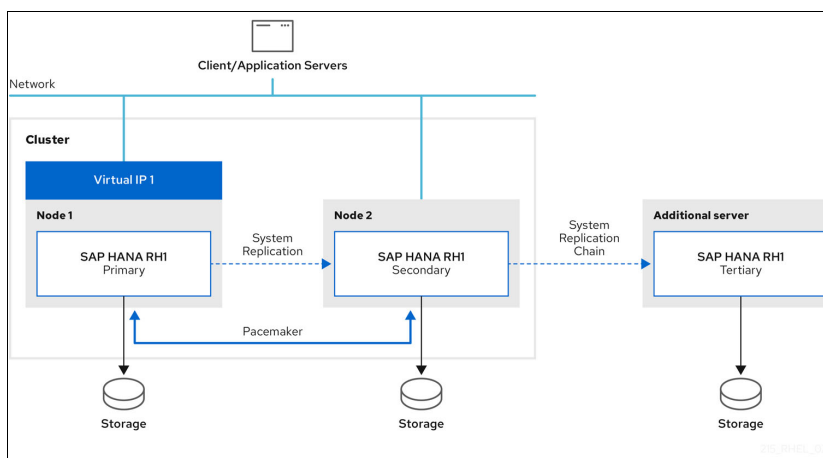 Client/Application Servers
Network
Cluster
Virtual IP 1
Node 1
SAP HANA RH1
Primary
System
Replication
Node 2
SAP HANA RH1
Secondary
System
Replication
Chain
Additional server
SAP HANA RH1
Tertiary
Pacemaker
Storage
Storage
Storage